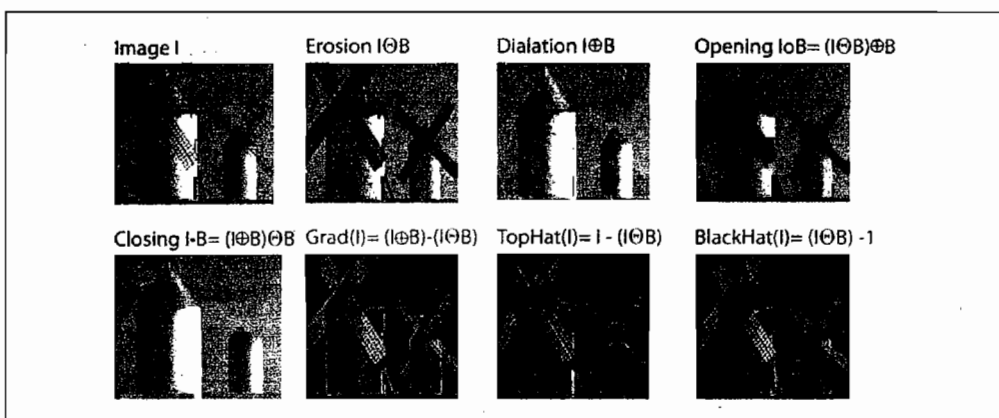 Image I
Erosion IΘB
Dialation I⊕B
Opening IoB= (IΘB)⊕B
Closing I•B= (I⊕B)ΘB
Grad(I)= (I⊕B)-(IΘB)
TopHat(I)= I - (IΘB)
BlackHat(I)= (IΘB) -1